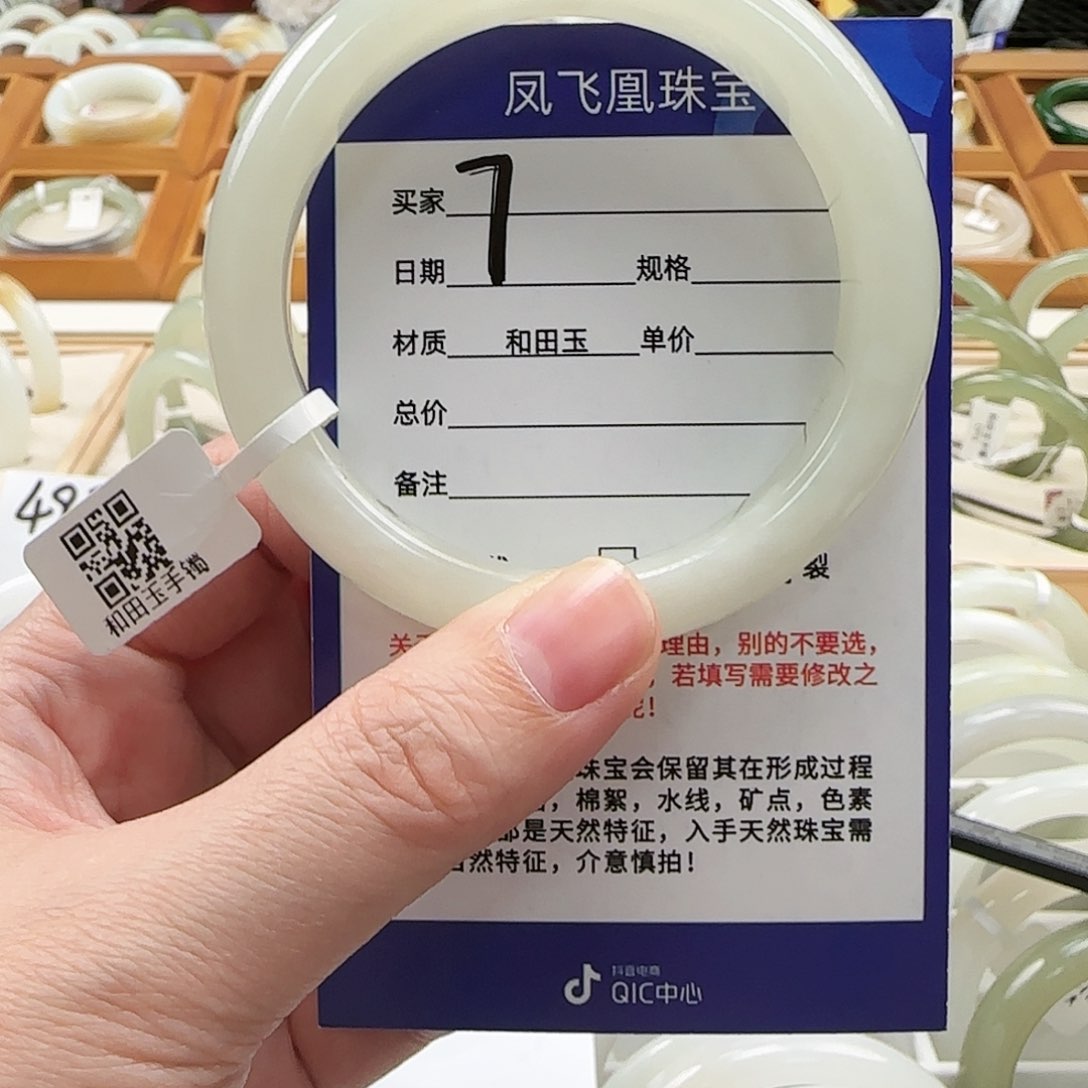 凤飞凰珠宝
买家 7
日期 规格
材质 和田玉 单价
总价
备注
裂
关
理由，别的不要选，
，若填写需要修改之
!
珠宝会保留其在形成过程
，棉絮，水线，矿点，色素
都是天然特征，入手天然珠宝需
自然特征，介意慎拍！
抖音电商
QIC中心
和田玉手镯
48